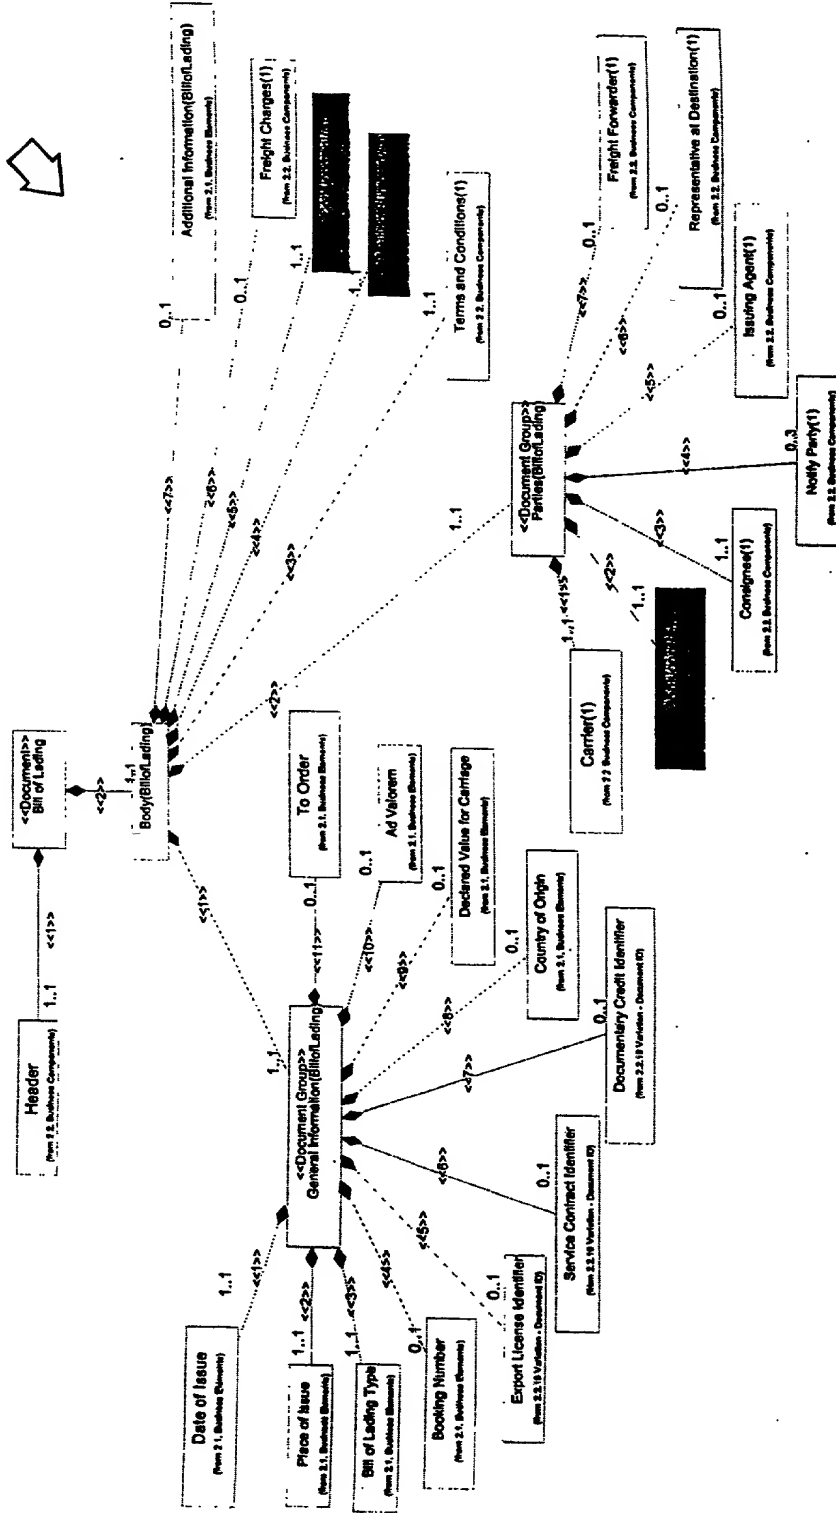 <<Document>>
Bill of Lading
<<1>>
1..1
Header
(from 2.2. Business Components)
<<2>>
1..1
Body(BillofLading)
<<1>>
1..1
<<Document Group>>
General Information(BillofLading)
<<1>>
1..1
Date of Issue
(from 2.1. Business Elements)
<<2>>
1..1
Place of Issue
(from 2.1. Business Elements)
<<3>>
1..1
Bill of Lading Type
(from 2.1. Business Elements)
<<4>>
0..1
Booking Number
(from 2.1. Business Elements)
<<5>>
0..1
Export License Identifier
(from 2.2.19 Variation - Document ID)
<<6>>
0..1
Service Contract Identifier
(from 2.2.19 Variation - Document ID)
<<7>>
0..1
Documentary Credit Identifier
(from 2.2.19 Variation - Document ID)
<<8>>
0..1
Country of Origin
(from 2.1. Business Elements)
<<9>>
0..1
Declared Value for Carriage
(from 2.1. Business Elements)
<<10>>
0..1
Ad Valorem
(from 2.1. Business Elements)
<<11>>
0..1
To Order
(from 2.1. Business Elements)
<<2>>
1..1
<<Document Group>>
Parties(BillofLading)
<<1>>
1..1
Carrier(1)
(from 2.2 Business Components)
<<2>>
1..1
<<3>>
1..1
Consignee(1)
(from 2.2. Business Components)
<<4>>
0..3
Notify Party(1)
(from 2.2. Business Components)
<<5>>
0..1
Issuing Agent(1)
(from 2.2. Business Components)
<<6>>
0..1
Representative at Destination(1)
(from 2.2. Business Components)
<<7>>
0..1
Freight Forwarder(1)
(from 2.2. Business Components)
<<3>>
1..1
Terms and Conditions(1)
(from 2.2. Business Components)
<<4>>
1..1
<<5>>
1..1
<<6>>
0..1
Freight Charges(1)
(from 2.2. Business Components)
<<7>>
0..1
Additional Information(BillofLading)
(from 2.1. Business Elements)